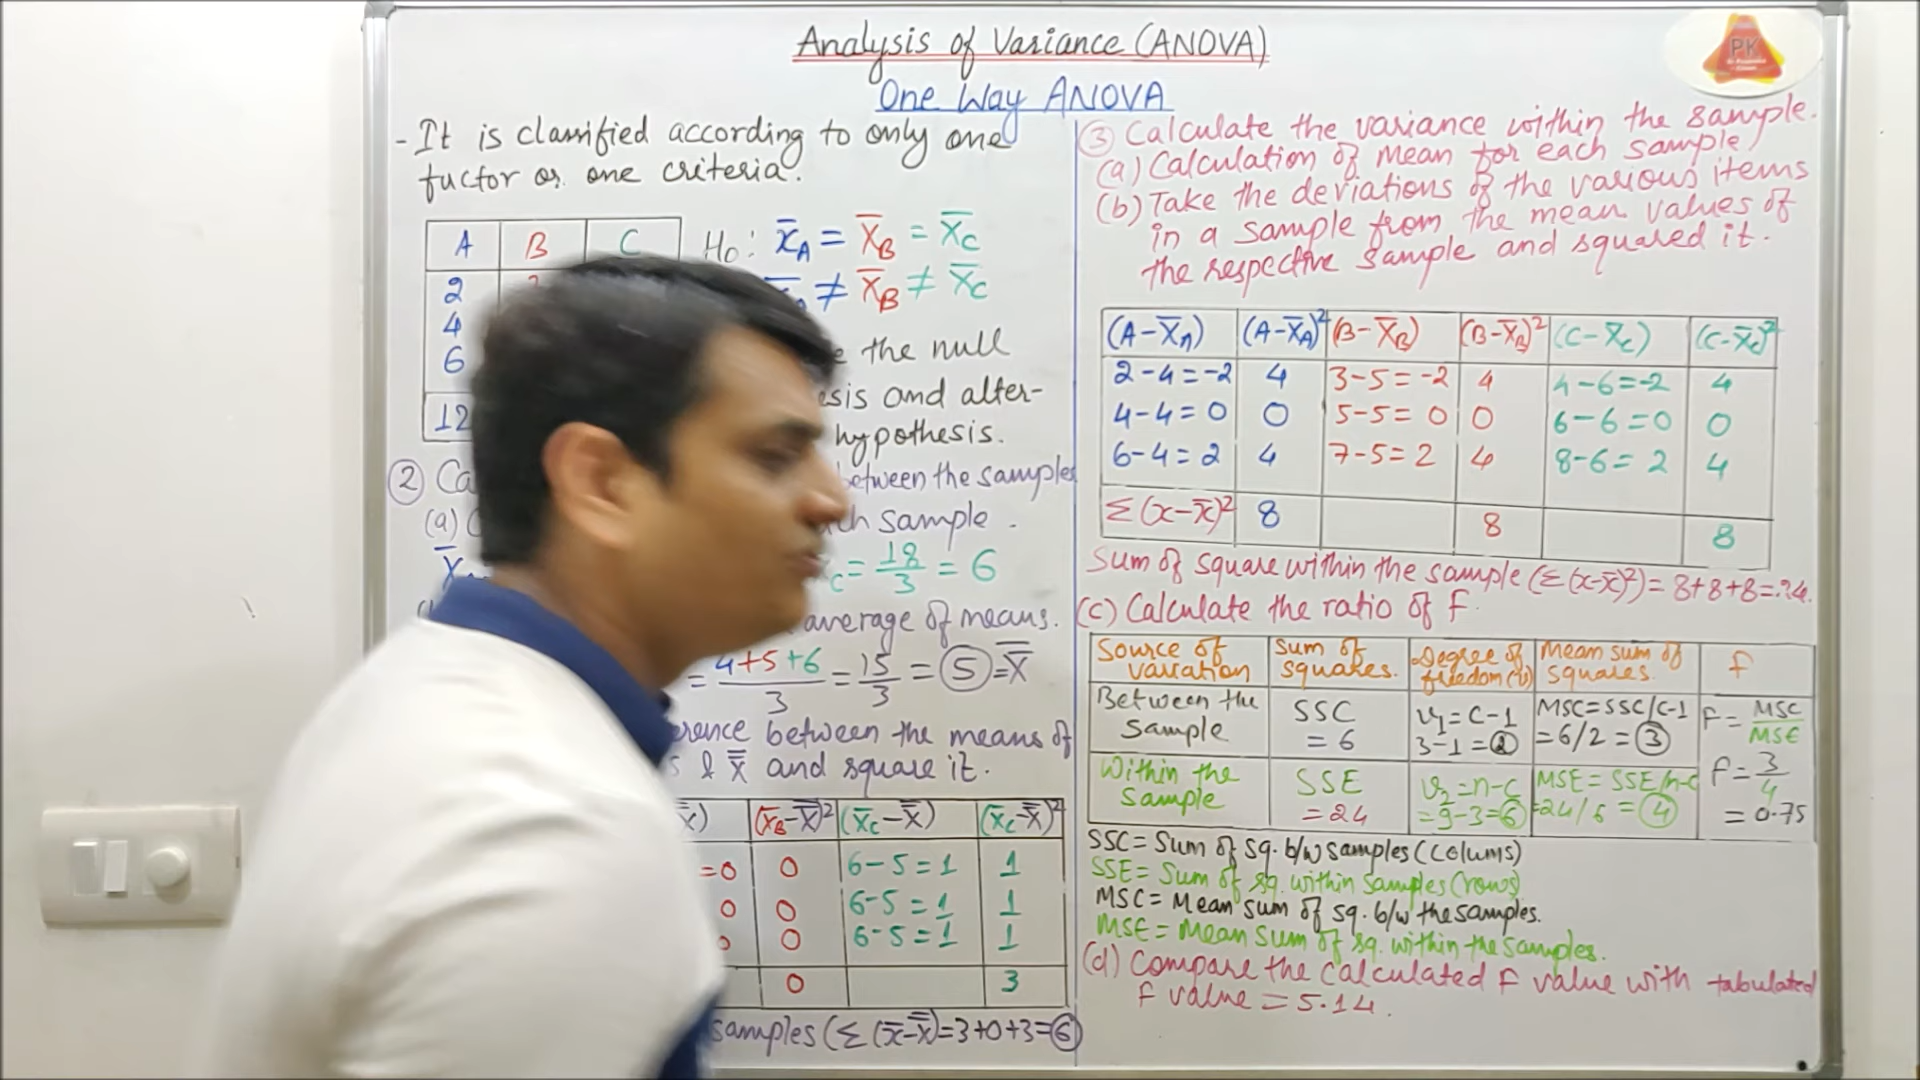 Analysis of Variance (ANOVA)
One Way ANOVA
- It is classified according to only one
factor or one criteria.
A B C
2
4
6
12
Ho: x̅A = x̅B = x̅C
≠ x̅B ≠ x̅C
the null
and alter-
hypothesis.
②
between the samples
(a)
sample.
= 18/3 = 6
average of means.
= 4+5+6/3 = 15/3 = ⑤ = X̿
between the means of
& X̿ and square it.
(x̅B-X̿)² (x̅C-X̿) (x̅C-X̿)²
=0 0 6-5=1 1
0 0 6-5=1 1
0 6-5=1 1
0 3
samples (Σ(x̅-X̿)=3+0+3=⑥
③ Calculate the variance within the sample.
(a) Calculation of mean for each sample
(b) Take the deviations of the various items
in a sample from the mean values of
the respective sample and squared it.
(A-X̅A) (A-X̅A)² (B-X̅B) (B-X̅B)² (C-X̅C) (C-X̅C)²
2-4=-2 4 3-5=-2 4 4-6=-2 4
4-4=0 0 5-5=0 0 6-6=0 0
6-4=2 4 7-5=2 4 8-6=2 4
Σ(x-x̅)² 8 8 8
Sum of square within the sample (Σ(x-x̅)²)=8+8+8=24.
(c) Calculate the ratio of F.
Source of variation Sum of squares. Degree of freedom(v) Mean sum of squares. F
Between the Sample SSC = 6 v₁=C-1 3-1=② MSC=SSC/C-1 =6/2=③ F=MSC/MSE
Within the Sample SSE =24 v₂=n-c =9-3=⑥ MSE=SSE/n-c =24/6=④ F=3/4 =0.75
SSC= Sum of sq. b/w samples (Colums)
SSE= Sum of sq. within samples (rows)
MSC= Mean sum of sq. b/w the samples.
MSE= Mean sum of sq. within the samples.
(d) Compare the calculated F value with tabulated
F value = 5.14.
PK